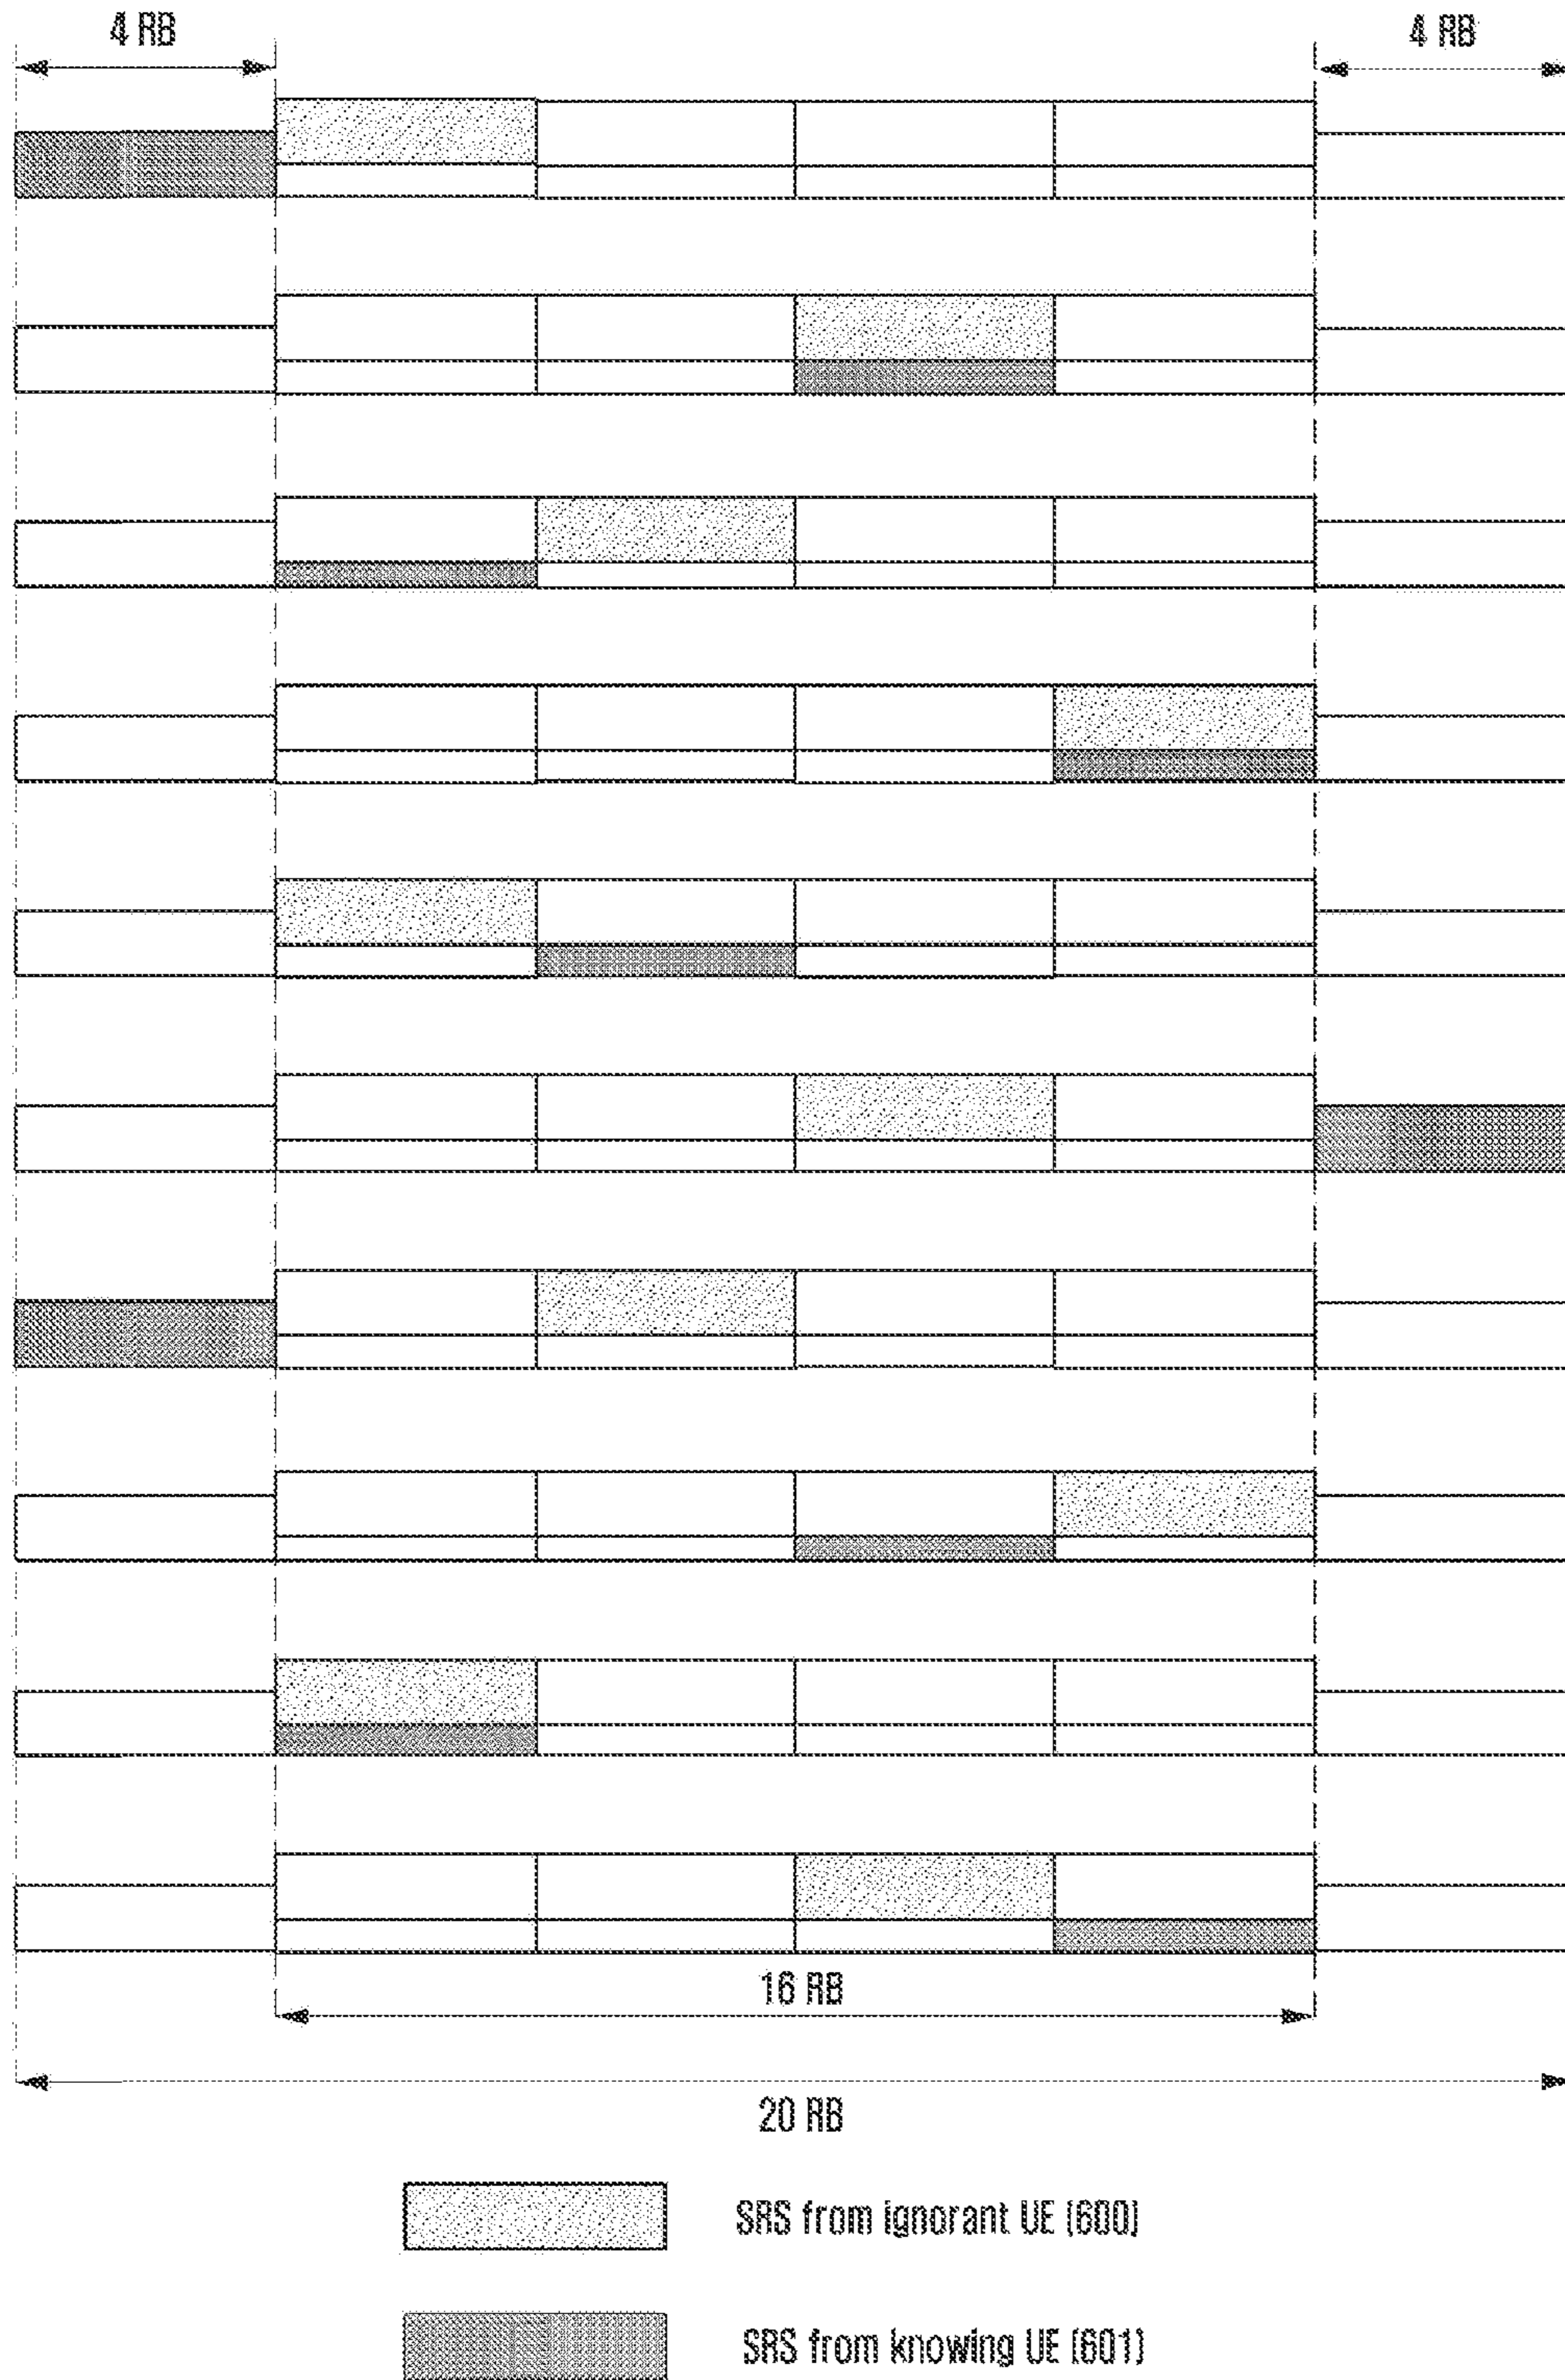 4 RB
4 RB
16 RB
20 RB
SRS from ignorant UE (600)
SRS from knowing UE (601)